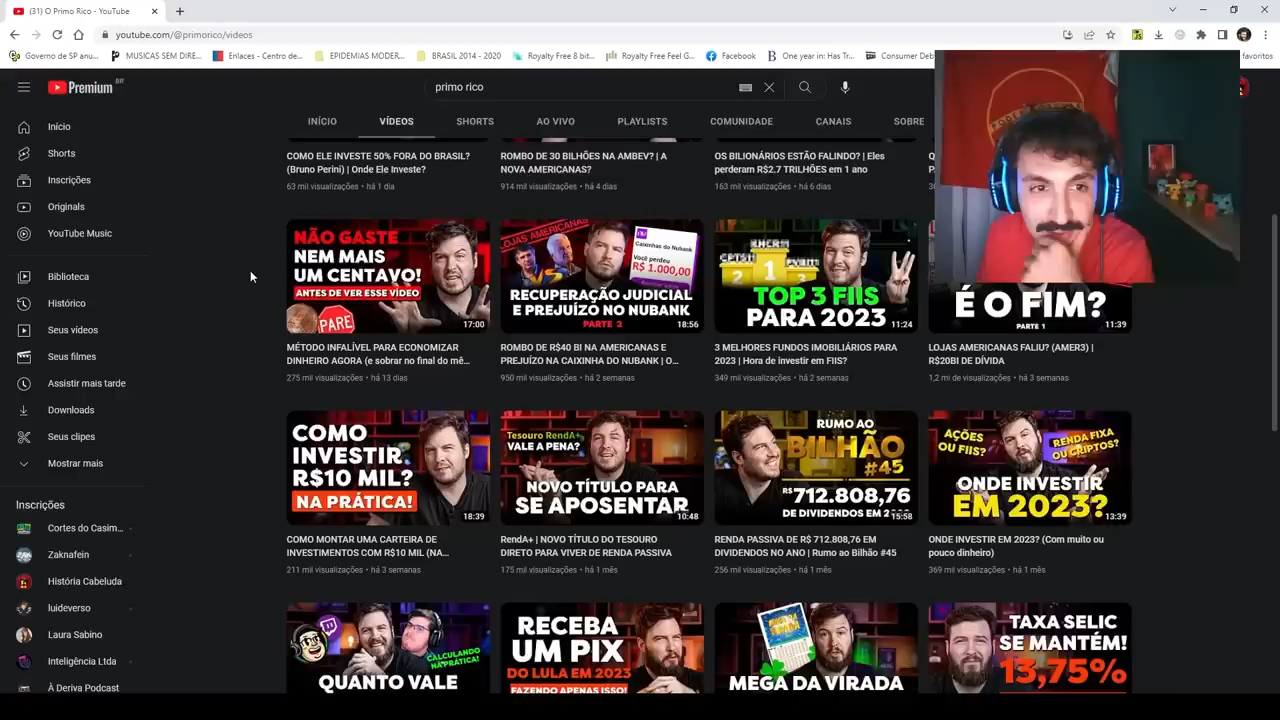 (31) O Primo Rico - YouTube
youtube.com/@primorico/videos
Governo de SP anu...
MUSICAS SEM DIRE...
Enlaces - Centro de...
EPIDEMIAS MODER...
BRASIL 2014 - 2020
Royalty Free 8 bit...
Royalty Free Feel G...
Facebook
One year in: Has Tr...
Consumer Deb
favoritos
Premium BR
primo rico
INÍCIO
VÍDEOS
SHORTS
AO VIVO
PLAYLISTS
COMUNIDADE
CANAIS
SOBRE
Início
Shorts
Inscrições
Originals
YouTube Music
Biblioteca
Histórico
Seus vídeos
Seus filmes
Assistir mais tarde
Downloads
Seus clipes
Mostrar mais
Inscrições
Cortes do Casim...
Zaknafein
História Cabeluda
luideverso
Laura Sabino
Inteligência Ltda
À Deriva Podcast
COMO ELE INVESTE 50% FORA DO BRASIL?
(Bruno Perini) | Onde Ele Investe?
63 mil visualizações • há 1 dia
ROMBO DE 30 BILHÕES NA AMBEV? | A
NOVA AMERICANAS?
914 mil visualizações • há 4 dias
OS BILIONÁRIOS ESTÃO FALINDO? | Eles
perderam R$2.7 TRILHÕES em 1 ano
163 mil visualizações • há 6 dias
NÃO GASTE
NEM MAIS
UM CENTAVO!
ANTES DE VER ESSE VÍDEO
PARE
17:00
MÉTODO INFALÍVEL PARA ECONOMIZAR
DINHEIRO AGORA (e sobrar no final do mê...
275 mil visualizações • há 13 dias
LOJAS AMERICANAS
Caixinhas do Nubank
Você perdeu
R$ 1.000,00
RECUPERAÇÃO JUDICIAL
E PREJUÍZO NO NUBANK
PARTE 2
18:56
ROMBO DE R$40 BI NA AMERICANAS E
PREJUÍZO NA CAIXINHA DO NUBANK | O...
950 mil visualizações • há 2 semanas
2
1
TOP 3 FIIS
PARA 2023
11:24
3 MELHORES FUNDOS IMOBILIÁRIOS PARA
2023 | Hora de investir em FIIS?
349 mil visualizações • há 2 semanas
É O FIM?
PARTE 1
11:39
LOJAS AMERICANAS FALIU? (AMER3) |
R$20BI DE DÍVIDA
1,2 mi de visualizações • há 3 semanas
COMO
INVESTIR
R$10 MIL?
NA PRÁTICA!
18:39
COMO MONTAR UMA CARTEIRA DE
INVESTIMENTOS COM R$10 MIL (NA...
211 mil visualizações • há 3 semanas
Tesouro RendA+
VALE A PENA?
NOVO TÍTULO PARA
SE APOSENTAR
10:48
RendA+ | NOVO TÍTULO DO TESOURO
DIRETO PARA VIVER DE RENDA PASSIVA
175 mil visualizações • há 1 mês
RUMO AO
BILHÃO
#45
R$712.808,76
DE DIVIDENDOS EM
15:58
RENDA PASSIVA DE R$ 712.808,76 EM
DIVIDENDOS NO ANO | Rumo ao Bilhão #45
256 mil visualizações • há 1 mês
AÇÕES
OU FIIS?
RENDA FIXA
OU CRIPTOS?
ONDE INVESTIR
EM 2023?
13:39
ONDE INVESTIR EM 2023? (Com muito ou
pouco dinheiro)
369 mil visualizações • há 1 mês
CALCULANDO
NA PRÁTICA!
QUANTO VALE
RECEBA
UM PIX
DO LULA EM 2023
FAZENDO APENAS ISSO!
MEGA DA VIRADA
TAXA SELIC
SE MANTÉM!
13,75%